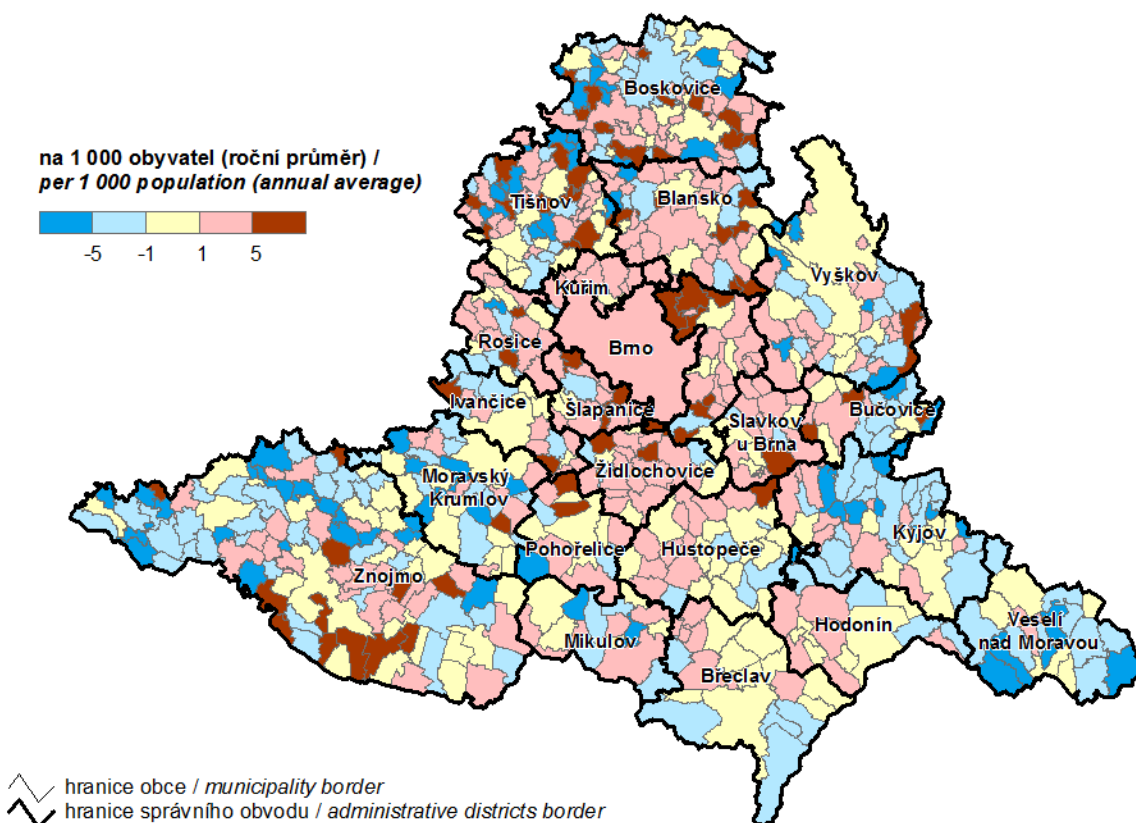 Boskovice
na 1 000 obyvatel (roční průměr) /
per 1 000 population (annual average)
-5 -1 1 5
Tišnov
Blansko
Vyškov
Kuřim
Rosice
Brno
Ivančice
Šlapanice
Slavkov
u Brna
Bučovice
Moravský
Krumlov
Židlochovice
Pohořelice
Hustopeče
Kyjov
Znojmo
Mikulov
Hodonín
Veselí
nad Moravou
Břeclav
hranice obce / municipality border
hranice správního obvodu / administrative districts border